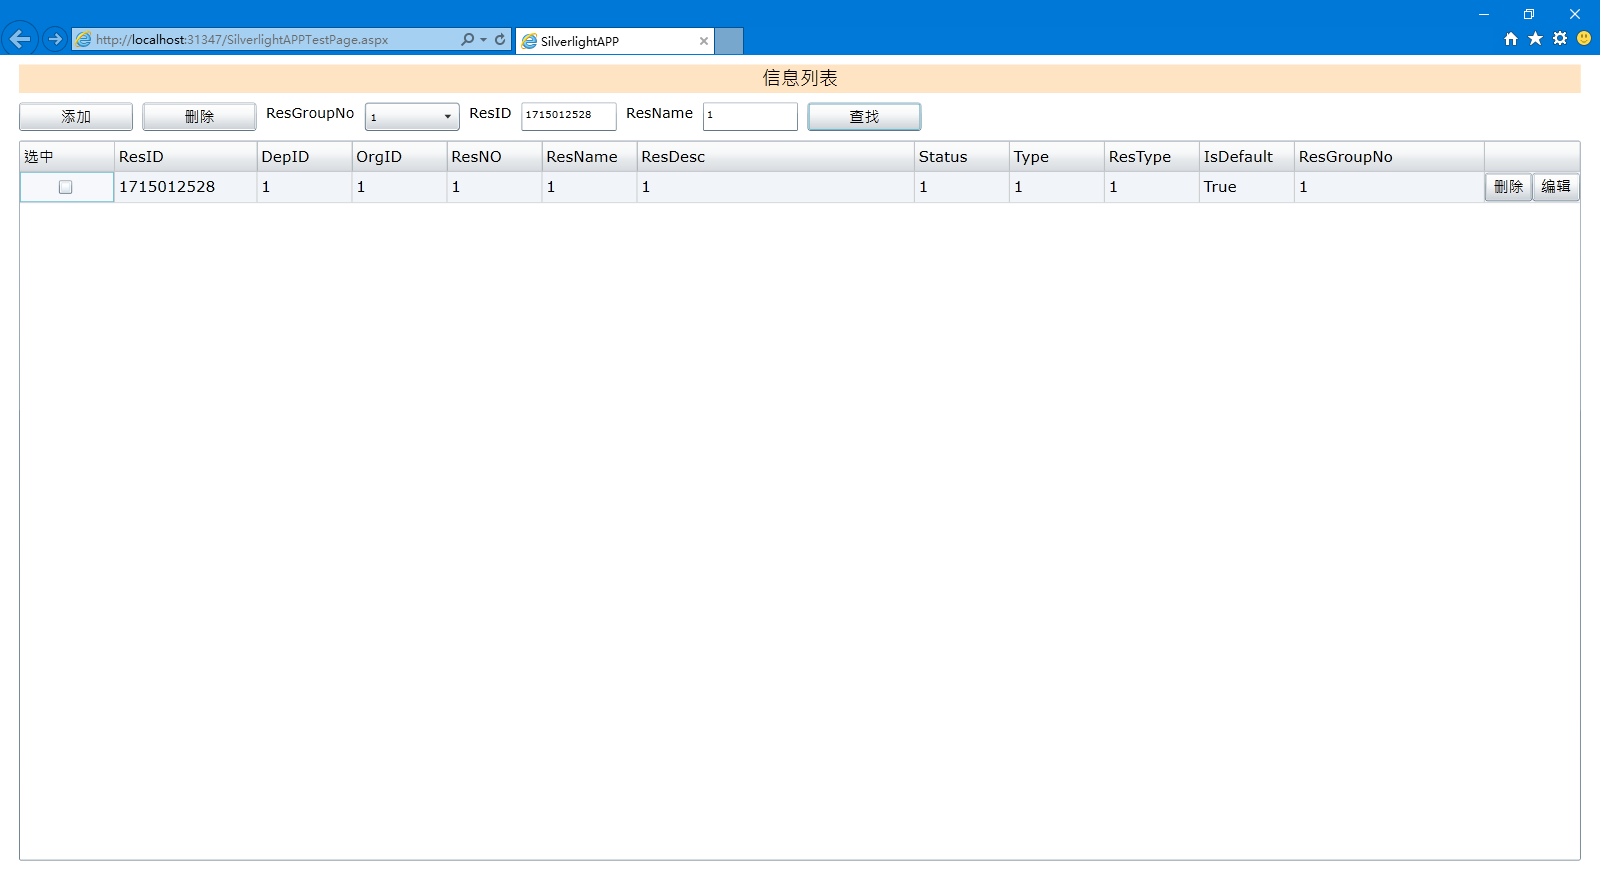 http://localhost:31347/SilverlightAPPTestPage.aspx SilverlightAPP
信息列表
添加 删除 ResGroupNo 1 ResID 1715012528 ResName 1 查找
选中 ResID DepID OrgID ResNO ResName ResDesc Status Type ResType IsDefault ResGroupNo
1715012528 1 1 1 1 1 1 1 1 True 1 删除 编辑